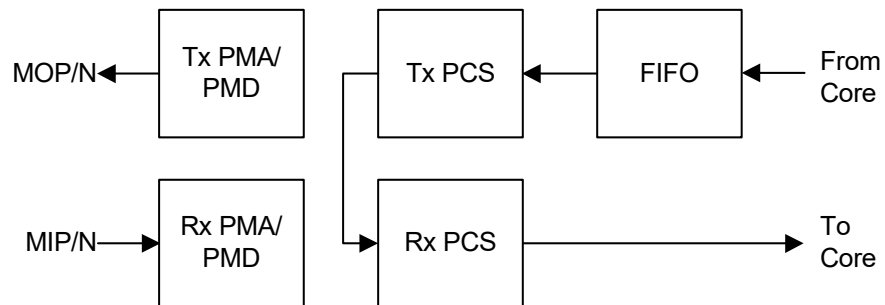 MOP/N
Tx PMA/
PMD
Tx PCS
FIFO
From
Core
MIP/N
Rx PMA/
PMD
Rx PCS
To
Core